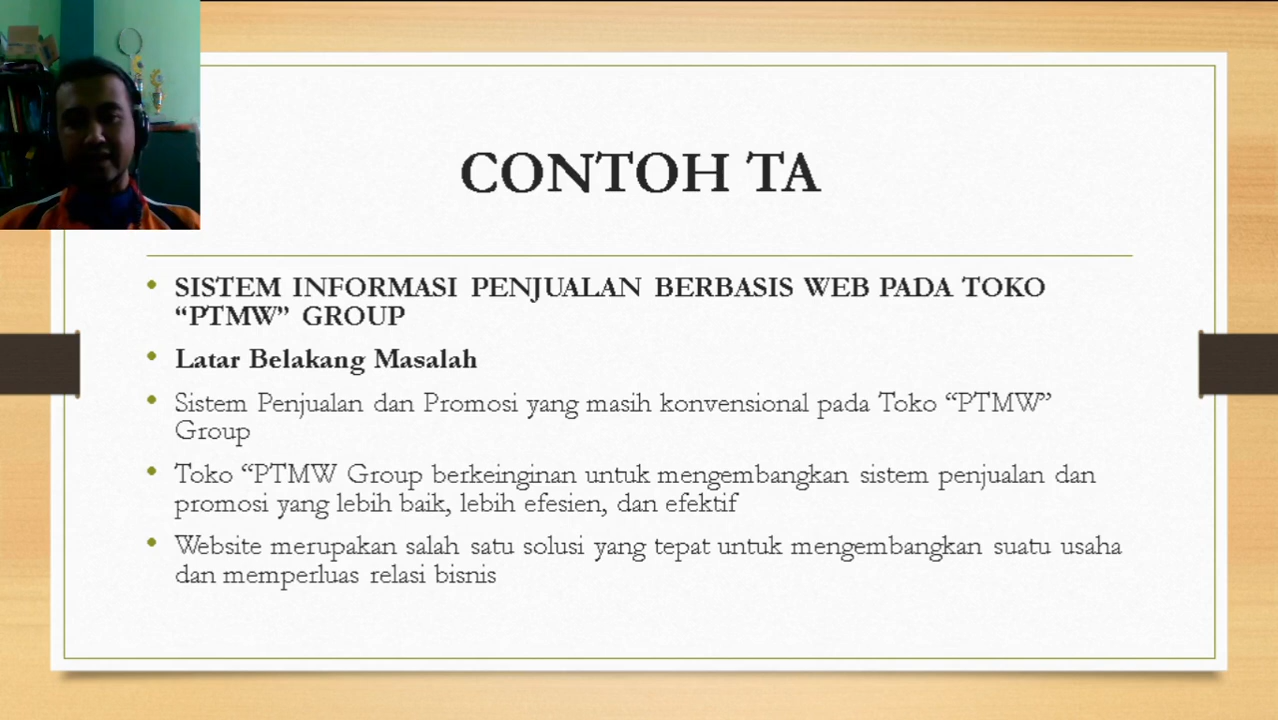 CONTOH TA
• SISTEM INFORMASI PENJUALAN BERBASIS WEB PADA TOKO
“PTMW” GROUP
• Latar Belakang Masalah
• Sistem Penjualan dan Promosi yang masih konvensional pada Toko “PTMW”
Group
• Toko “PTMW Group berkeinginan untuk mengembangkan sistem penjualan dan
promosi yang lebih baik, lebih efesien, dan efektif
• Website merupakan salah satu solusi yang tepat untuk mengembangkan suatu usaha
dan memperluas relasi bisnis